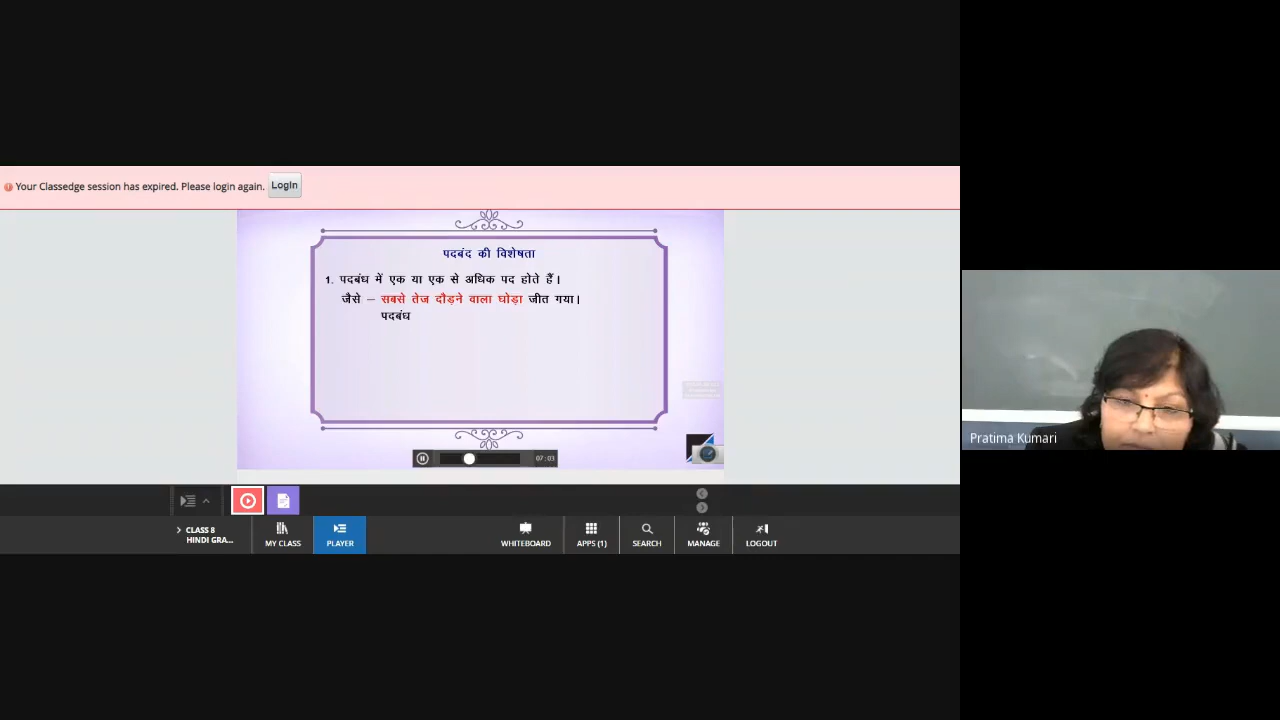 Your Classedge session has expired. Please login again. LogIn
पदबंद की विशेषता
1. पदबंध में एक या एक से अधिक पद होते हैं।
जैसे – सबसे तेज दौड़ने वाला घोड़ा जीत गया।
पदबंध
Pratima Kumari
07:03
CLASS 8
HINDI GRA...
MY CLASS
PLAYER
WHITEBOARD
APPS (1)
SEARCH
MANAGE
LOGOUT